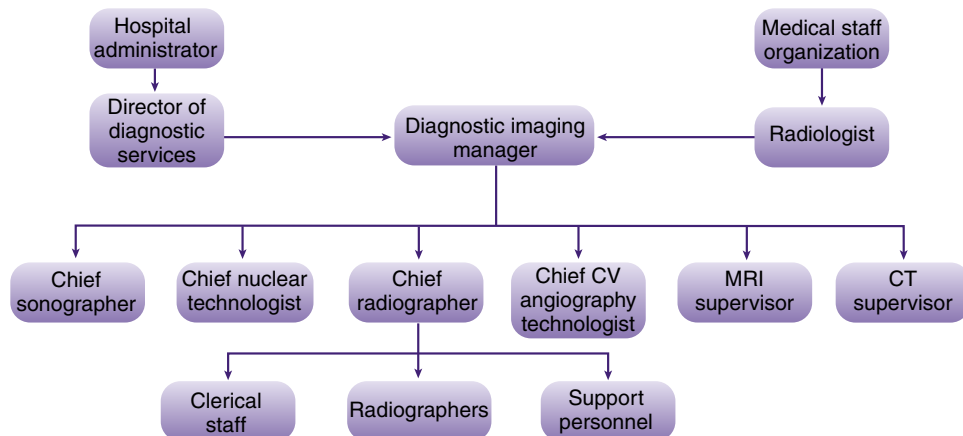 Hospital
administrator
Medical staff
organization
Director of
diagnostic
services
Diagnostic imaging
manager
Radiologist
Chief
sonographer
Chief nuclear
technologist
Chief
radiographer
Chief CV
angiography
technologist
MRI
supervisor
CT
supervisor
Clerical
staff
Radiographers
Support
personnel